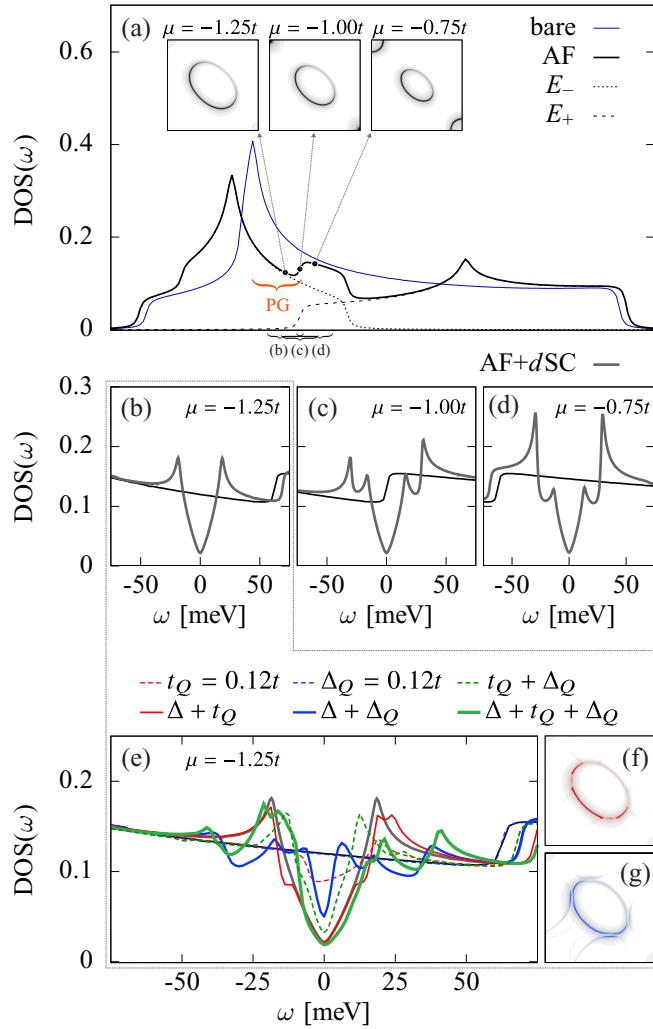 (a) μ = −1.25t μ = −1.00t μ = −0.75t
bare
AF
E−
E+
0.6
0.4
0.2
0
DOS(ω)
PG
(b) (c) (d)
AF+dSC
0.3
0.2
0.1
0
DOS(ω)
(b) μ = −1.25t
(c) μ = −1.00t
(d) μ = −0.75t
-50 0 50 -50 0 50 -50 0 50
ω [meV] ω [meV] ω [meV]
tQ = 0.12t ΔQ = 0.12t tQ + ΔQ
Δ + tQ Δ + ΔQ Δ + tQ + ΔQ
(e) μ = −1.25t
0.2
0.1
0
DOS(ω)
-50 -25 0 25 50
ω [meV]
(f)
(g)